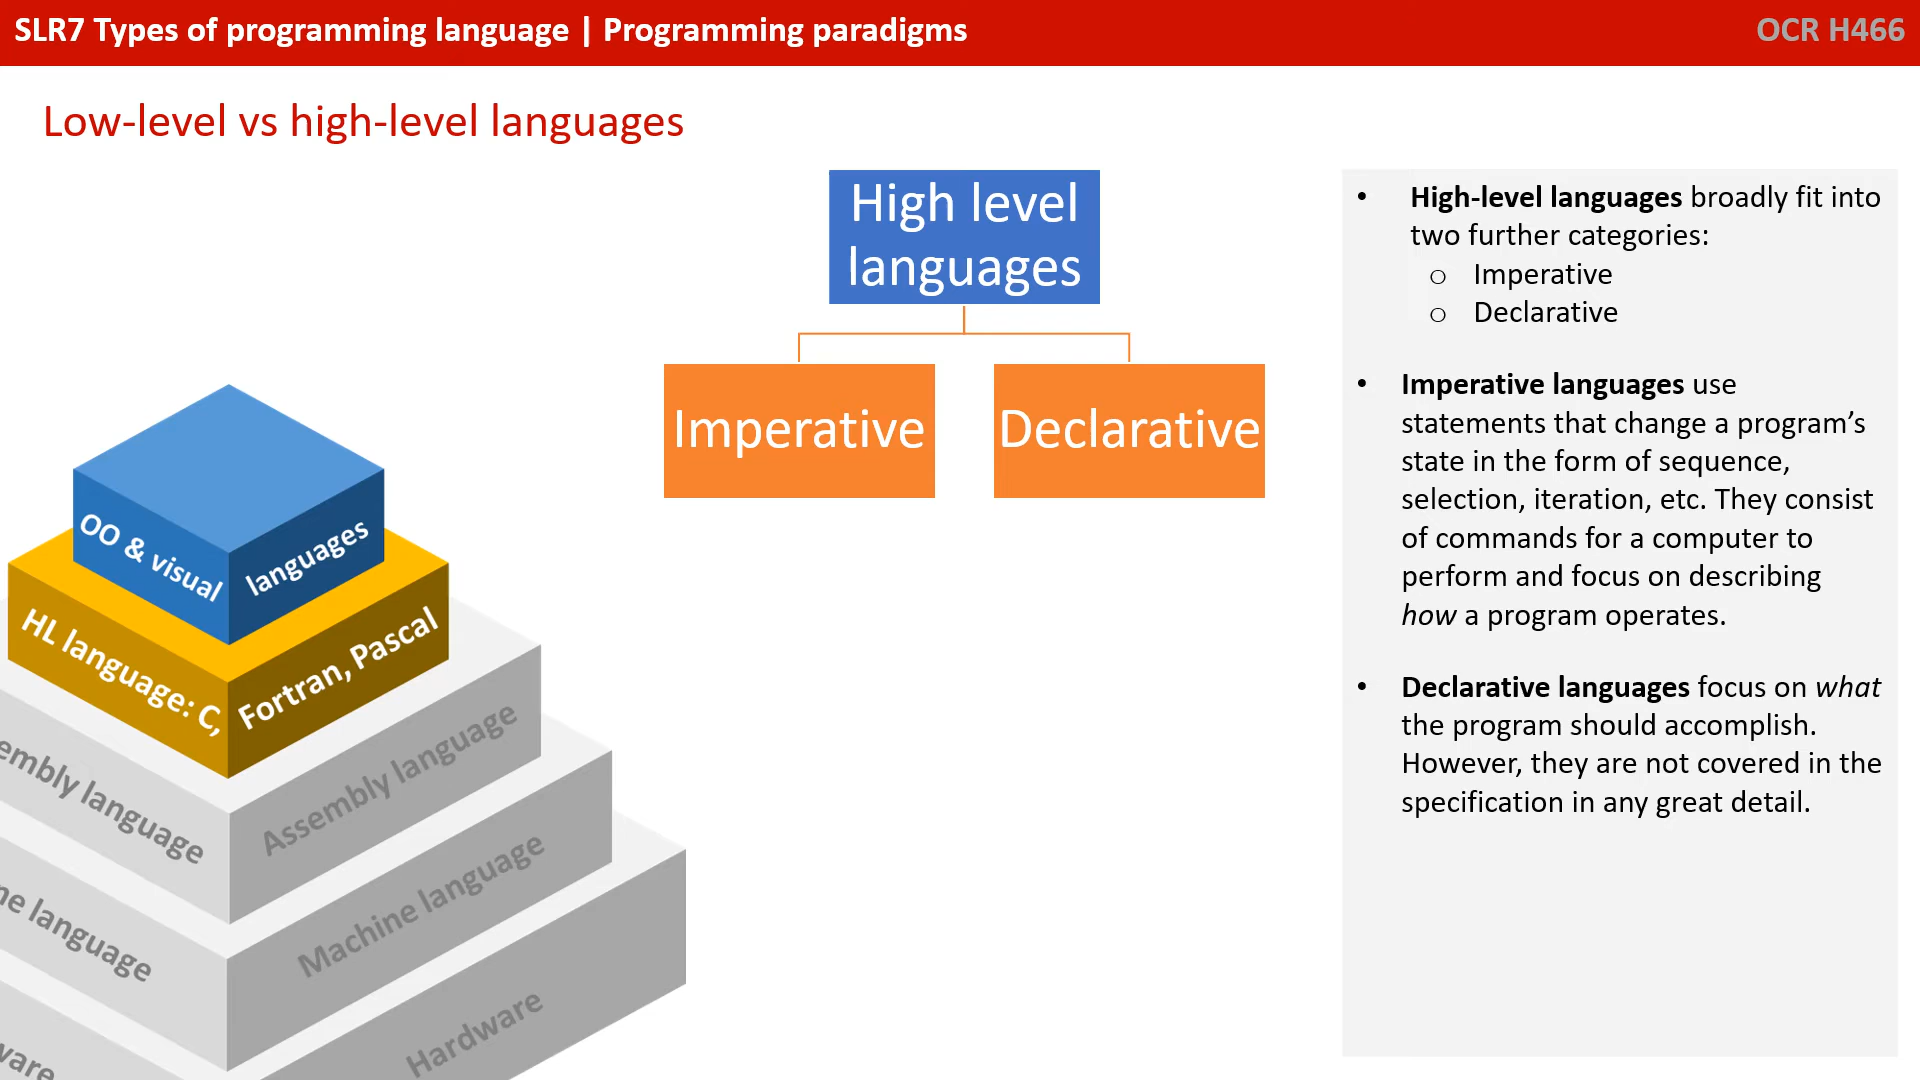 SLR7 Types of programming language | Programming paradigms
OCR H466
Low-level vs high-level languages
High level
languages
Imperative
Declarative
OO & visual
languages
HL language: C,
Fortran, Pascal
embly language
Assembly language
ne language
Machine language
ware
Hardware
• High-level languages broadly fit into
two further categories:
o Imperative
o Declarative
• Imperative languages use
statements that change a program’s
state in the form of sequence,
selection, iteration, etc. They consist
of commands for a computer to
perform and focus on describing
how a program operates.
• Declarative languages focus on what
the program should accomplish.
However, they are not covered in the
specification in any great detail.